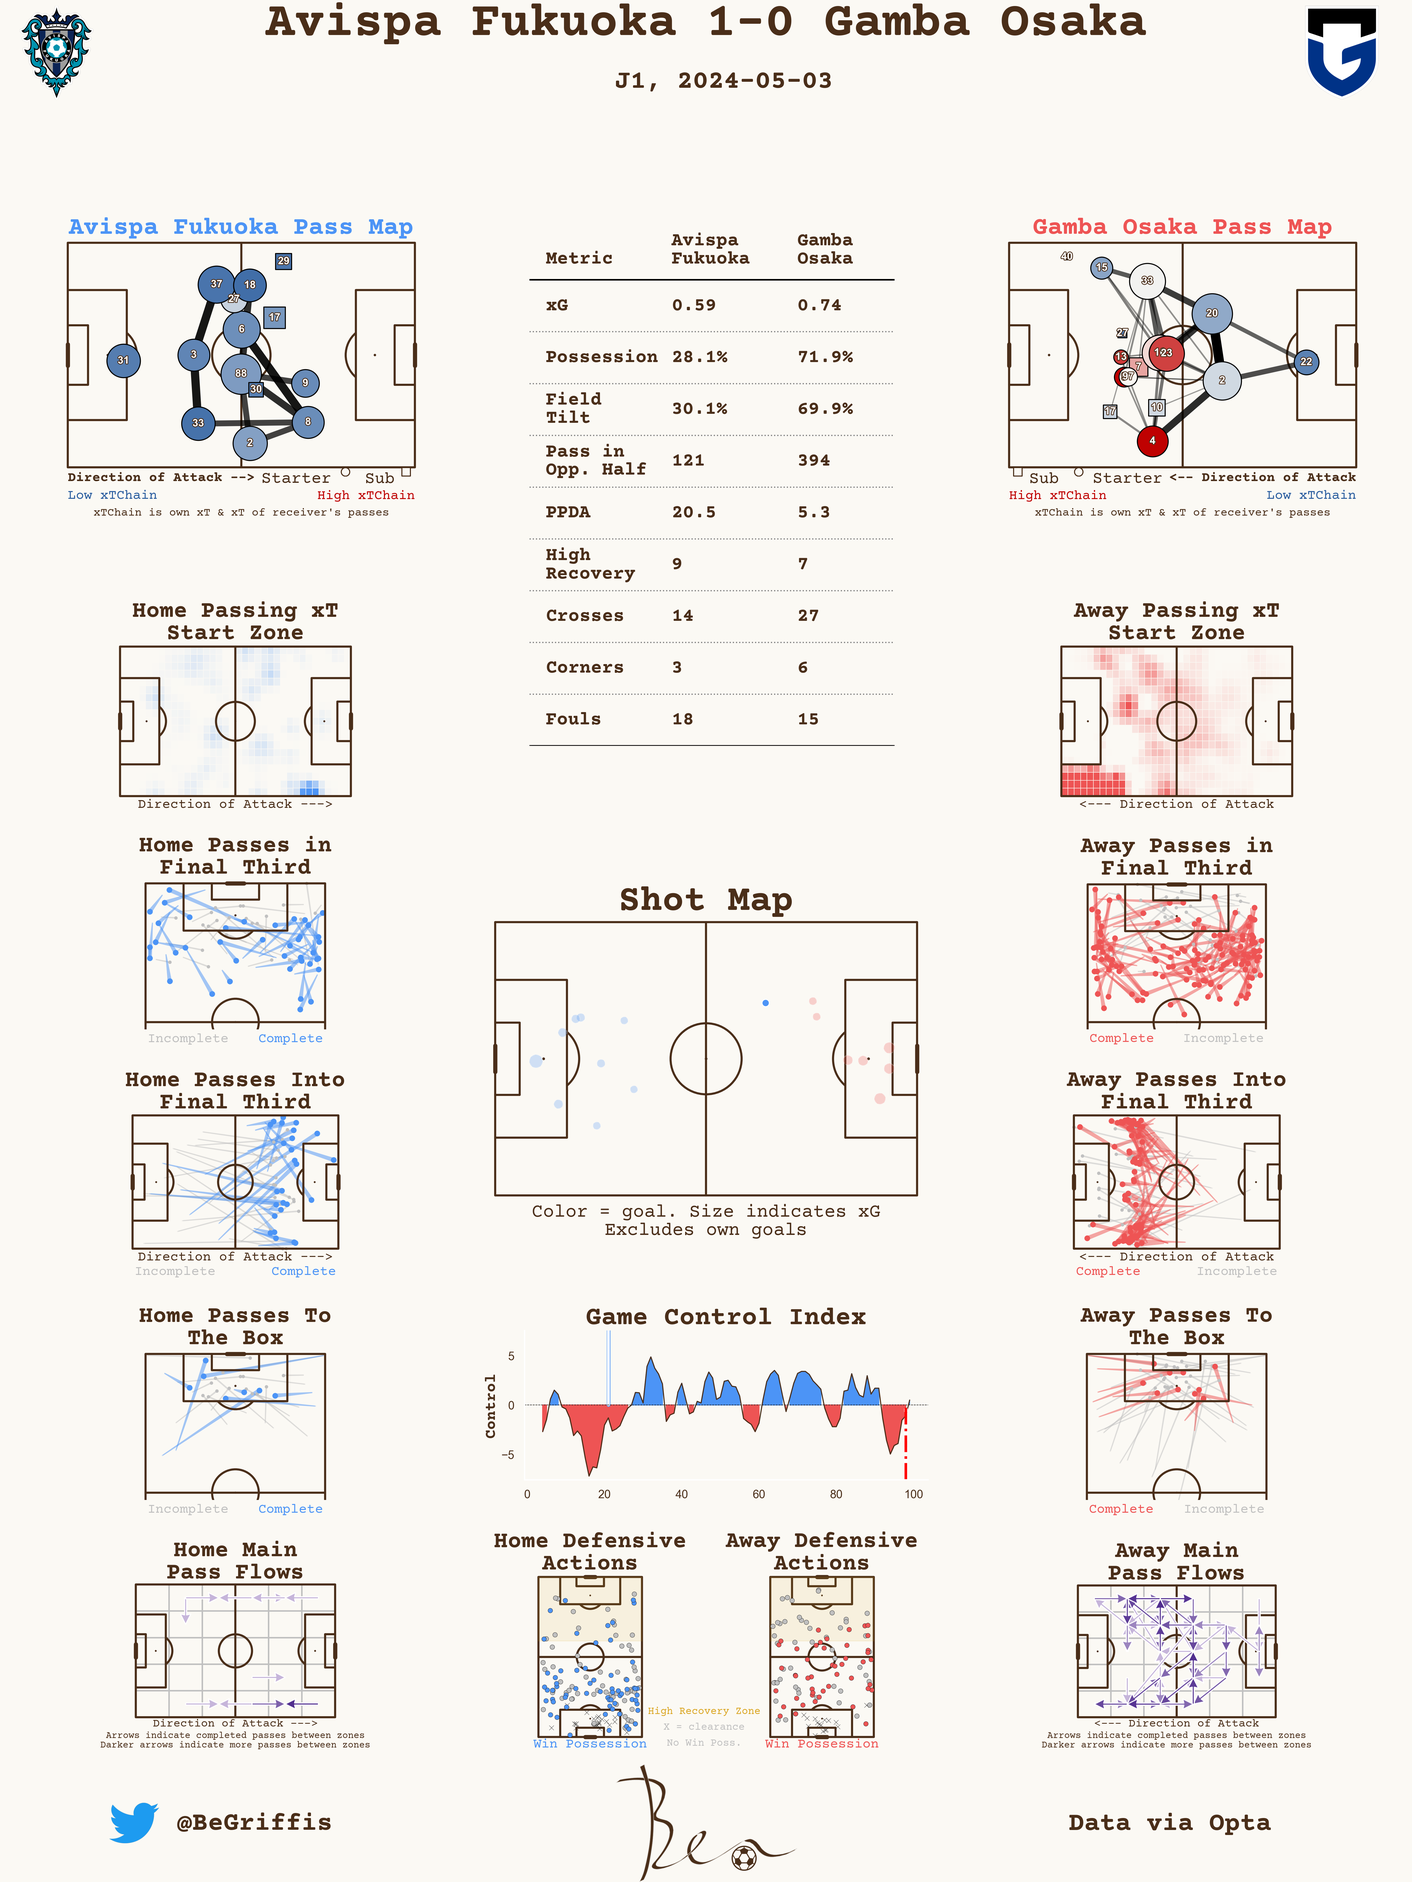 Avispa Fukuoka 1-0 Gamba Osaka
J1, 2024-05-03
Avispa Fukuoka Pass Map
29
37
18
27
17
6
3
31
88
30
9
33
8
2
Direction of Attack --> Starter Sub
Low xTChain High xTChain
xTChain is own xT & xT of receiver's passes
Metric Avispa Fukuoka Gamba Osaka
xG 0.59 0.74
Possession 28.1% 71.9%
Field Tilt 30.1% 69.9%
Pass in Opp. Half 121 394
PPDA 20.5 5.3
High Recovery 9 7
Crosses 14 27
Corners 3 6
Fouls 18 15
Gamba Osaka Pass Map
40
15
33
20
27
13
23
7
97
22
2
17
10
4
Sub Starter <-- Direction of Attack
High xTChain Low xTChain
xTChain is own xT & xT of receiver's passes
Home Passing xT
Start Zone
Direction of Attack --->
Away Passing xT
Start Zone
<--- Direction of Attack
Home Passes in
Final Third
Incomplete Complete
Away Passes in
Final Third
Complete Incomplete
Shot Map
Color = goal. Size indicates xG
Excludes own goals
Home Passes Into
Final Third
Direction of Attack --->
Incomplete Complete
Away Passes Into
Final Third
<--- Direction of Attack
Complete Incomplete
Home Passes To
The Box
Incomplete Complete
Game Control Index
Control
5
0
−5
0 20 40 60 80 100
Away Passes To
The Box
Complete Incomplete
Home Main
Pass Flows
Direction of Attack --->
Arrows indicate completed passes between zones
Darker arrows indicate more passes between zones
Home Defensive
Actions
Win Possession
High Recovery Zone
X = clearance
No Win Poss.
Away Defensive
Actions
Win Possession
Away Main
Pass Flows
<--- Direction of Attack
Arrows indicate completed passes between zones
Darker arrows indicate more passes between zones
@BeGriffis
Ben
Data via Opta